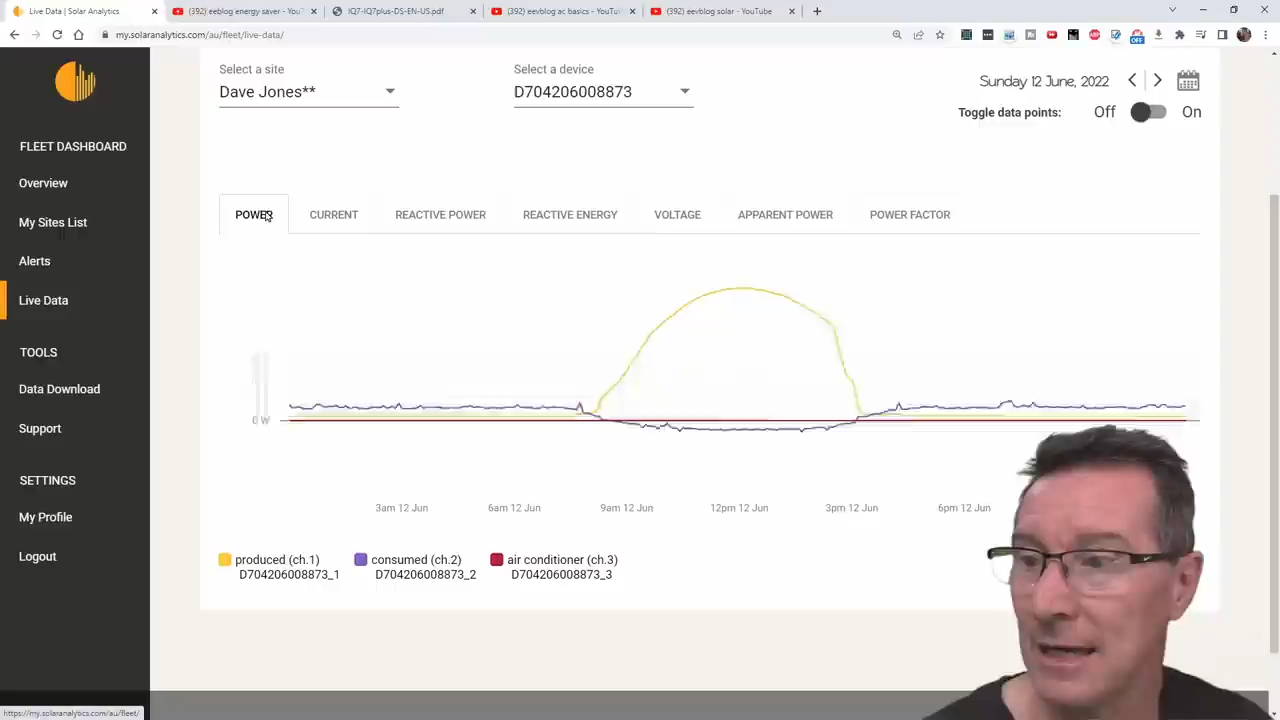 Live Data | Solar Analytics
(392) eevblog energy saver - YouT
IQ7-IQ7plus-DS-EN-US.pdf
(392) eevblog ac basics - YouTub
(392) eevblog solar - YouTube
my.solaranalytics.com/au/fleet/live-data/
OFF
ABP
Select a site
Select a device
Dave Jones**
D704206008873
Sunday 12 June, 2022
Toggle data points:
Off
On
FLEET DASHBOARD
Overview
My Sites List
Alerts
Live Data
TOOLS
Data Download
Support
SETTINGS
My Profile
Logout
POWER
CURRENT
REACTIVE POWER
REACTIVE ENERGY
VOLTAGE
APPARENT POWER
POWER FACTOR
0 W
3am 12 Jun
6am 12 Jun
9am 12 Jun
12pm 12 Jun
3pm 12 Jun
6pm 12 Jun
produced (ch.1)
D704206008873_1
consumed (ch.2)
D704206008873_2
air conditioner (ch.3)
D704206008873_3
https://my.solaranalytics.com/au/fleet/